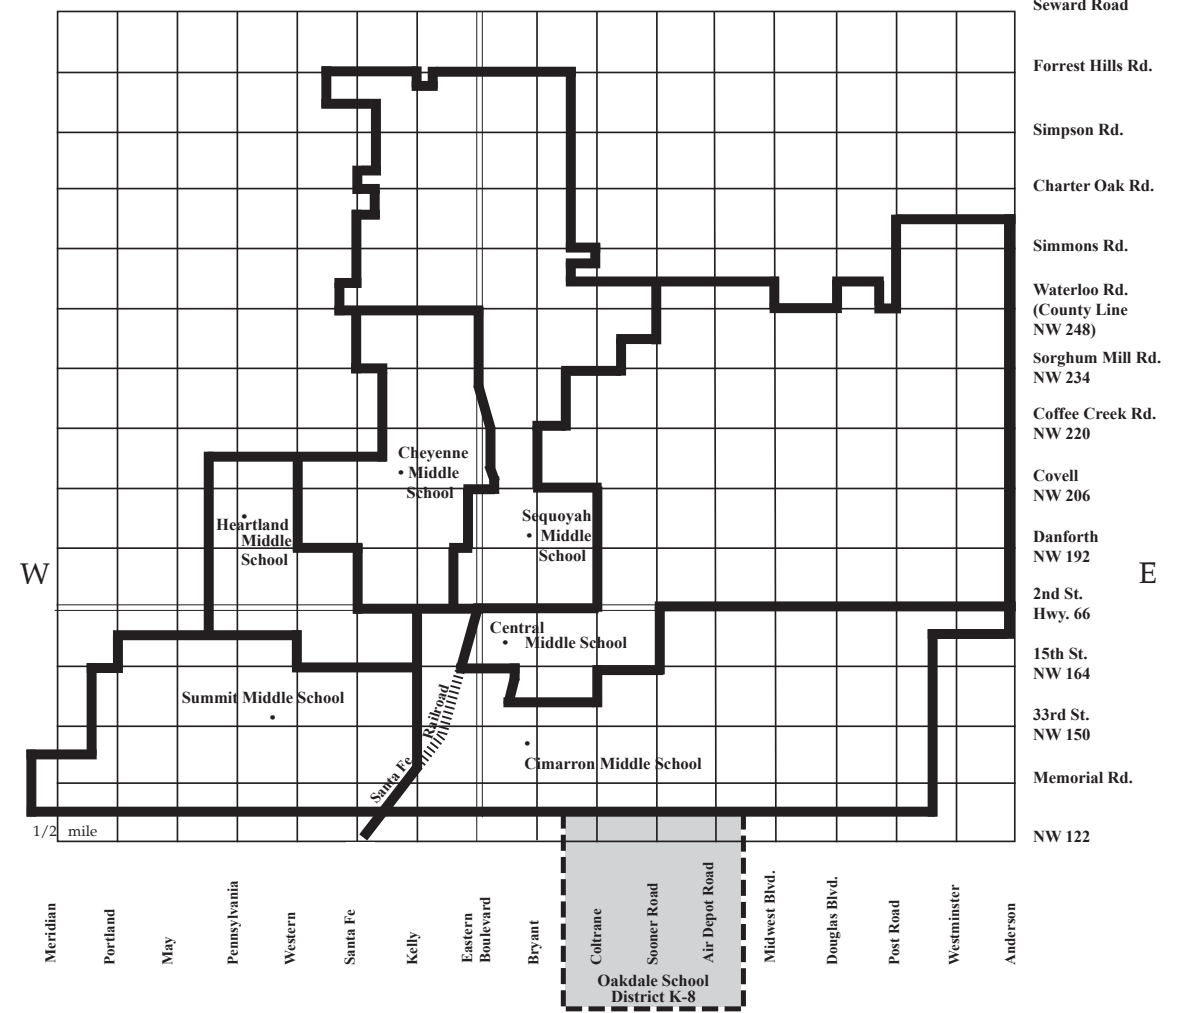 Seward Road
Forrest Hills Rd.
Simpson Rd.
Charter Oak Rd.
Simmons Rd.
Waterloo Rd.
(County Line
NW 248)
Sorghum Mill Rd.
NW 234
Coffee Creek Rd.
NW 220
Cheyenne
• Middle
School
Covell
NW 206
Sequoyah
• Middle
School
Heartland
Middle
School
Danforth
NW 192
W
E
2nd St.
Hwy. 66
Central
• Middle School
15th St.
NW 164
Summit Middle School
Railroad
33rd St.
NW 150
Santa Fe
Cimarron Middle School
Memorial Rd.
1/2 mile
NW 122
Meridian
Portland
May
Pennsylvania
Western
Santa Fe
Kelly
Eastern
Boulevard
Bryant
Coltrane
Sooner Road
Air Depot Road
Midwest Blvd.
Douglas Blvd.
Post Road
Westminster
Anderson
Oakdale School
District K-8